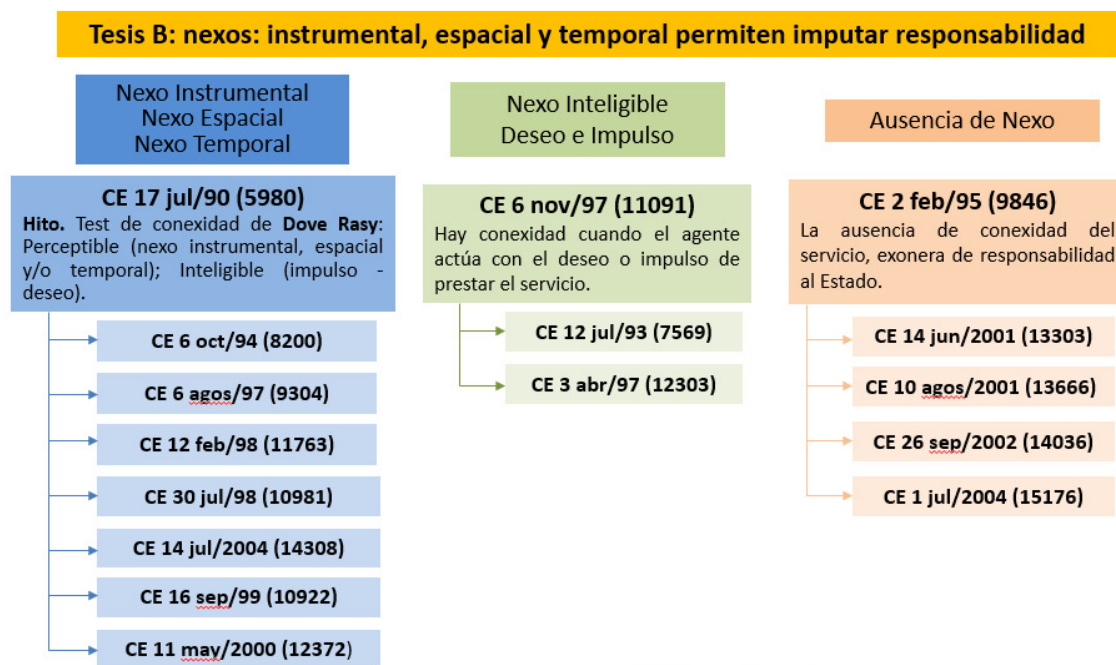 Tesis B: nexos: instrumental, espacial y temporal permiten imputar responsabilidad
Nexo Instrumental
Nexo Espacial
Nexo Temporal
CE 17 jul/90 (5980)
Hito. Test de conexidad de Dove Rasy:
Perceptible (nexo instrumental, espacial
y/o temporal); Inteligible (impulso -
deseo).
CE 6 oct/94 (8200)
CE 6 agos/97 (9304)
CE 12 feb/98 (11763)
CE 30 jul/98 (10981)
CE 14 jul/2004 (14308)
CE 16 sep/99 (10922)
CE 11 may/2000 (12372)
Nexo Inteligible
Deseo e Impulso
CE 6 nov/97 (11091)
Hay conexidad cuando el agente
actúa con el deseo o impulso de
prestar el servicio.
CE 12 jul/93 (7569)
CE 3 abr/97 (12303)
Ausencia de Nexo
CE 2 feb/95 (9846)
La ausencia de conexidad del
servicio, exonera de responsabilidad
al Estado.
CE 14 jun/2001 (13303)
CE 10 agos/2001 (13666)
CE 26 sep/2002 (14036)
CE 1 jul/2004 (15176)